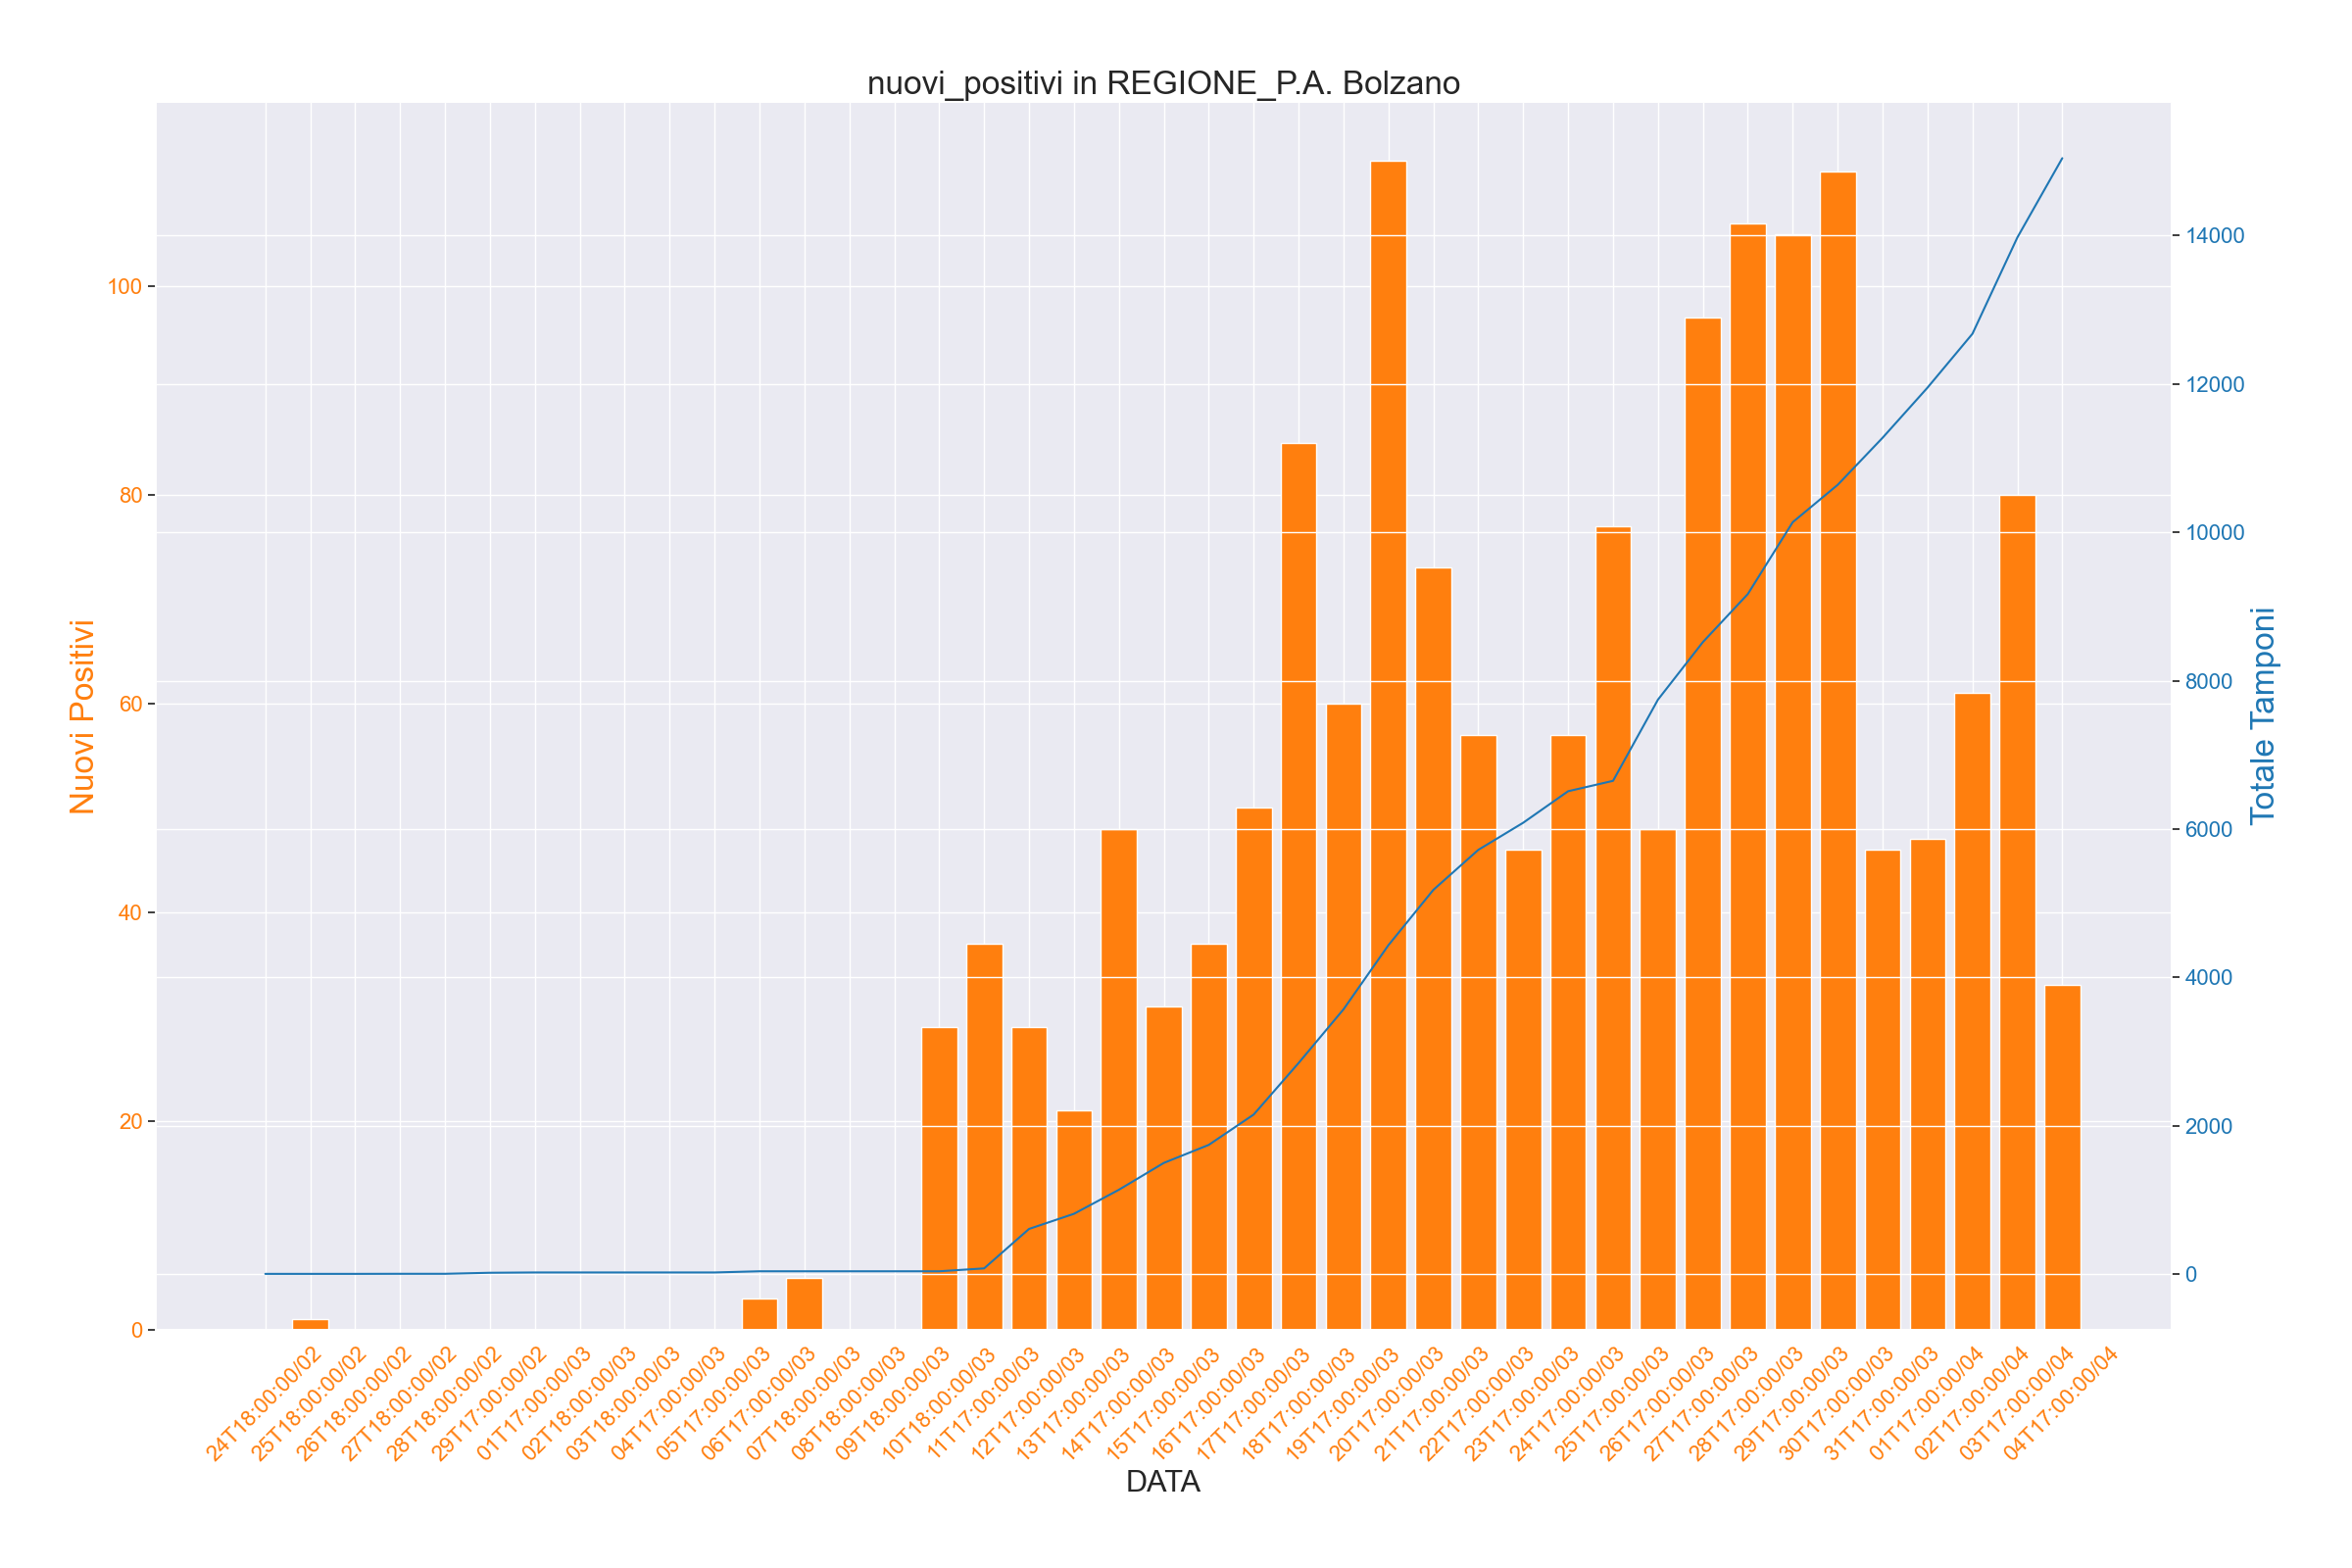 nuovi_positivi in REGIONE_P.A. Bolzano
Nuovi Positivi
100
80
60
40
20
0
14000
12000
10000
8000
6000
4000
2000
0
Totale Tamponi
24T18:00:00/02
25T18:00:00/02
26T18:00:00/02
27T18:00:00/02
28T18:00:00/02
29T17:00:00/02
01T17:00:00/03
02T18:00:00/03
03T18:00:00/03
04T17:00:00/03
05T17:00:00/03
06T17:00:00/03
07T18:00:00/03
08T18:00:00/03
09T18:00:00/03
10T18:00:00/03
11T17:00:00/03
12T17:00:00/03
13T17:00:00/03
14T17:00:00/03
15T17:00:00/03
16T17:00:00/03
17T17:00:00/03
18T17:00:00/03
19T17:00:00/03
20T17:00:00/03
21T17:00:00/03
22T17:00:00/03
23T17:00:00/03
24T17:00:00/03
25T17:00:00/03
26T17:00:00/03
27T17:00:00/03
28T17:00:00/03
29T17:00:00/03
30T17:00:00/03
31T17:00:00/03
01T17:00:00/04
02T17:00:00/04
03T17:00:00/04
04T17:00:00/04
DATA